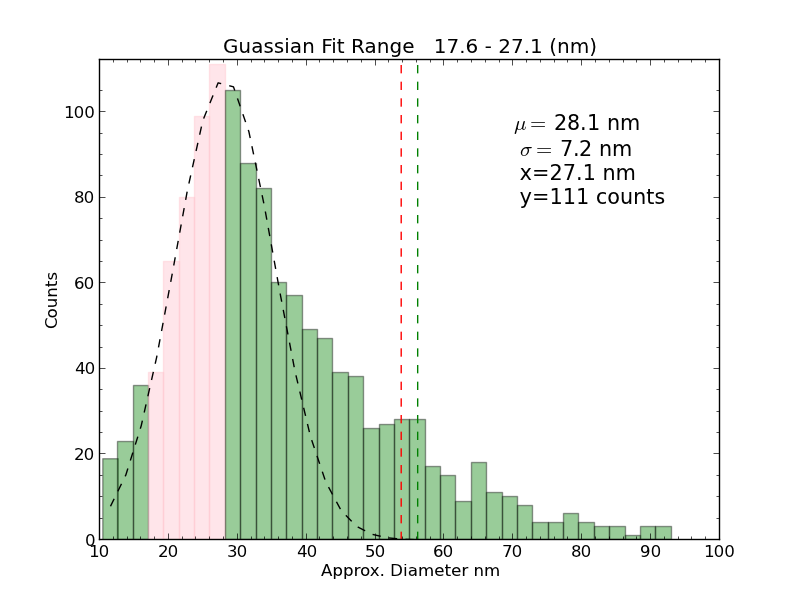 Guassian Fit Range 17.6 - 27.1 (nm)
μ = 28.1 nm
σ = 7.2 nm
x=27.1 nm
y=111 counts
Counts
100
80
60
40
20
0
10 20 30 40 50 60 70 80 90 100
Approx. Diameter nm